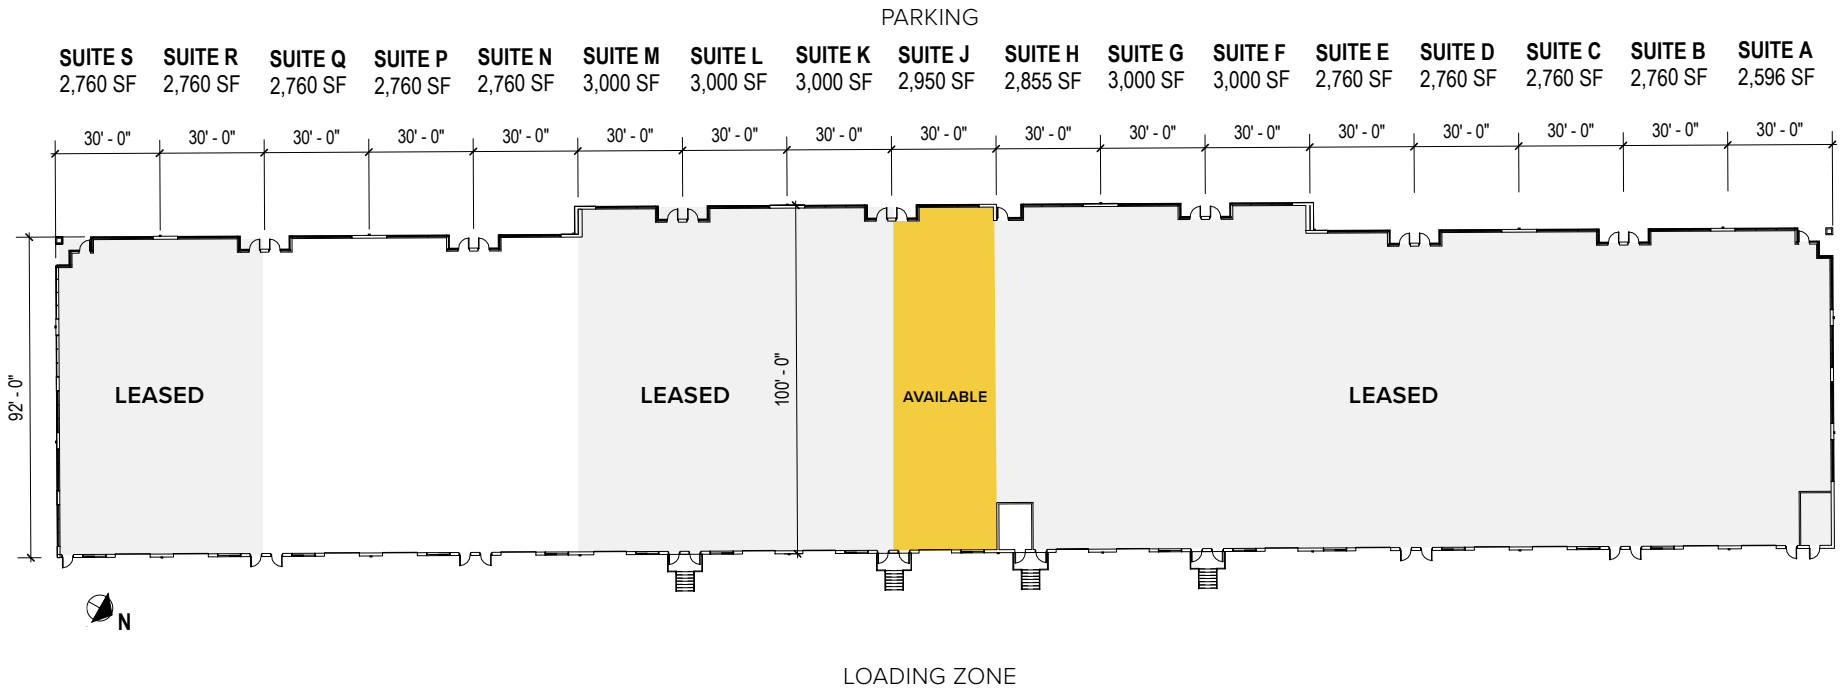 PARKING
SUITE S SUITE R SUITE Q SUITE P SUITE N SUITE M SUITE L SUITE K SUITE J SUITE H SUITE G SUITE F SUITE E SUITE D SUITE C SUITE B SUITE A
2,760 SF 2,760 SF 2,760 SF 2,760 SF 2,760 SF 3,000 SF 3,000 SF 3,000 SF 2,950 SF 2,855 SF 3,000 SF 3,000 SF 2,760 SF 2,760 SF 2,760 SF 2,760 SF 2,596 SF
30' - 0" 30' - 0" 30' - 0" 30' - 0" 30' - 0" 30' - 0" 30' - 0" 30' - 0" 30' - 0" 30' - 0" 30' - 0" 30' - 0" 30' - 0" 30' - 0" 30' - 0" 30' - 0" 30' - 0"
92' - 0"
LEASED
LEASED
100' - 0"
AVAILABLE
LEASED
N
LOADING ZONE